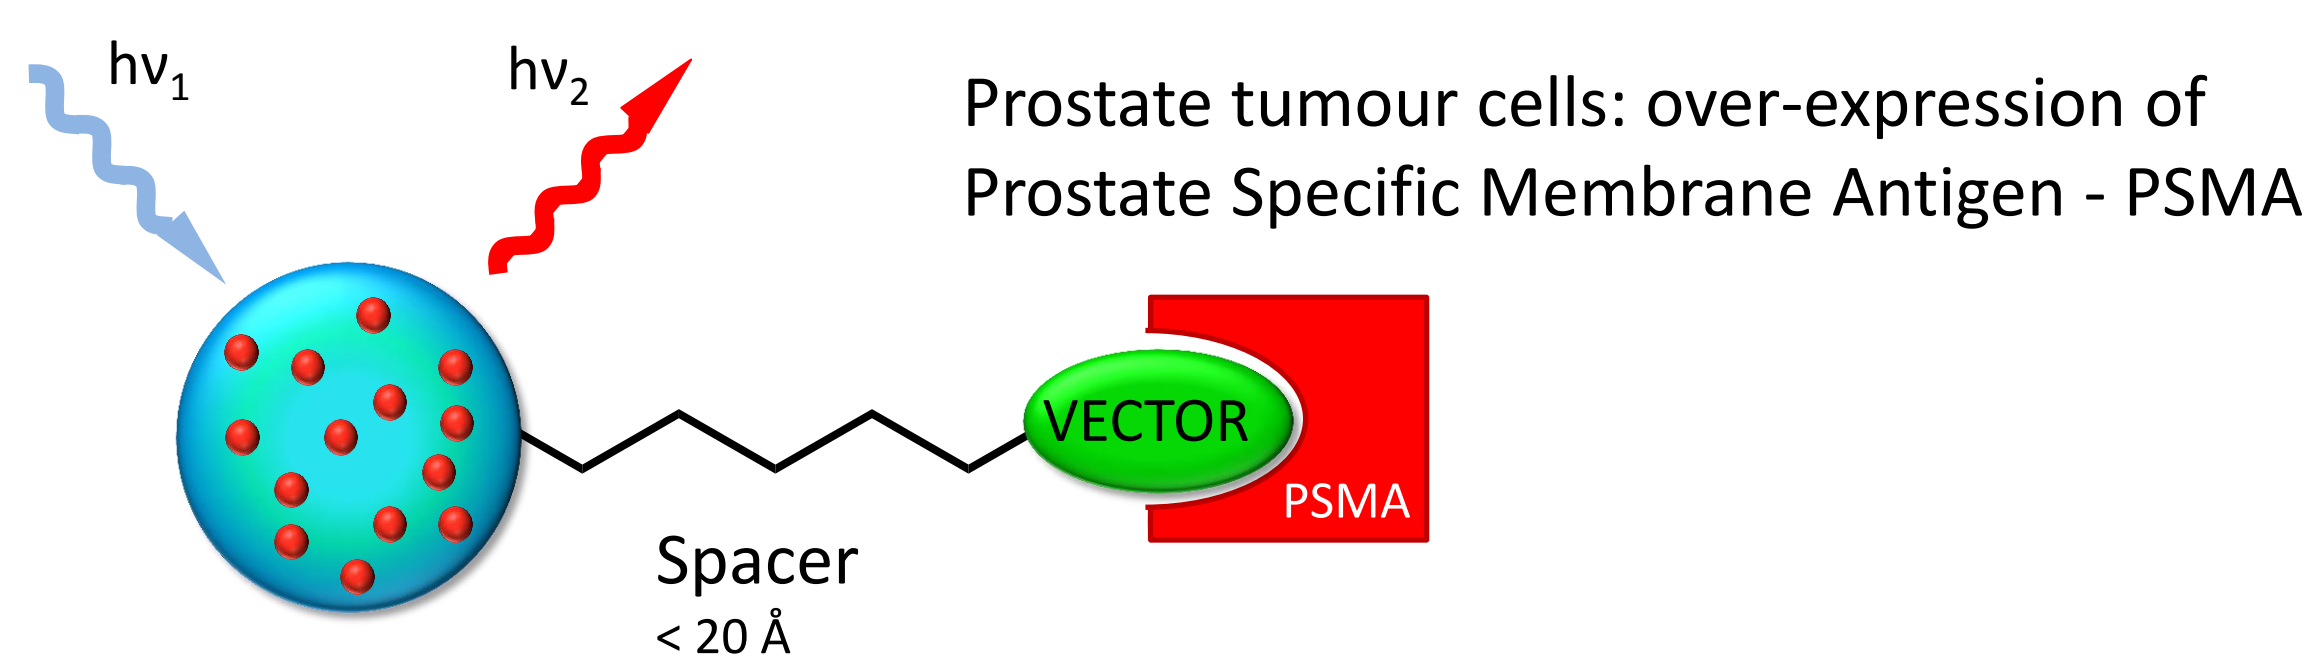 hν₁
hν₂
Prostate tumour cells: over-expression of
Prostate Specific Membrane Antigen - PSMA
VECTOR
PSMA
Spacer
< 20 Å